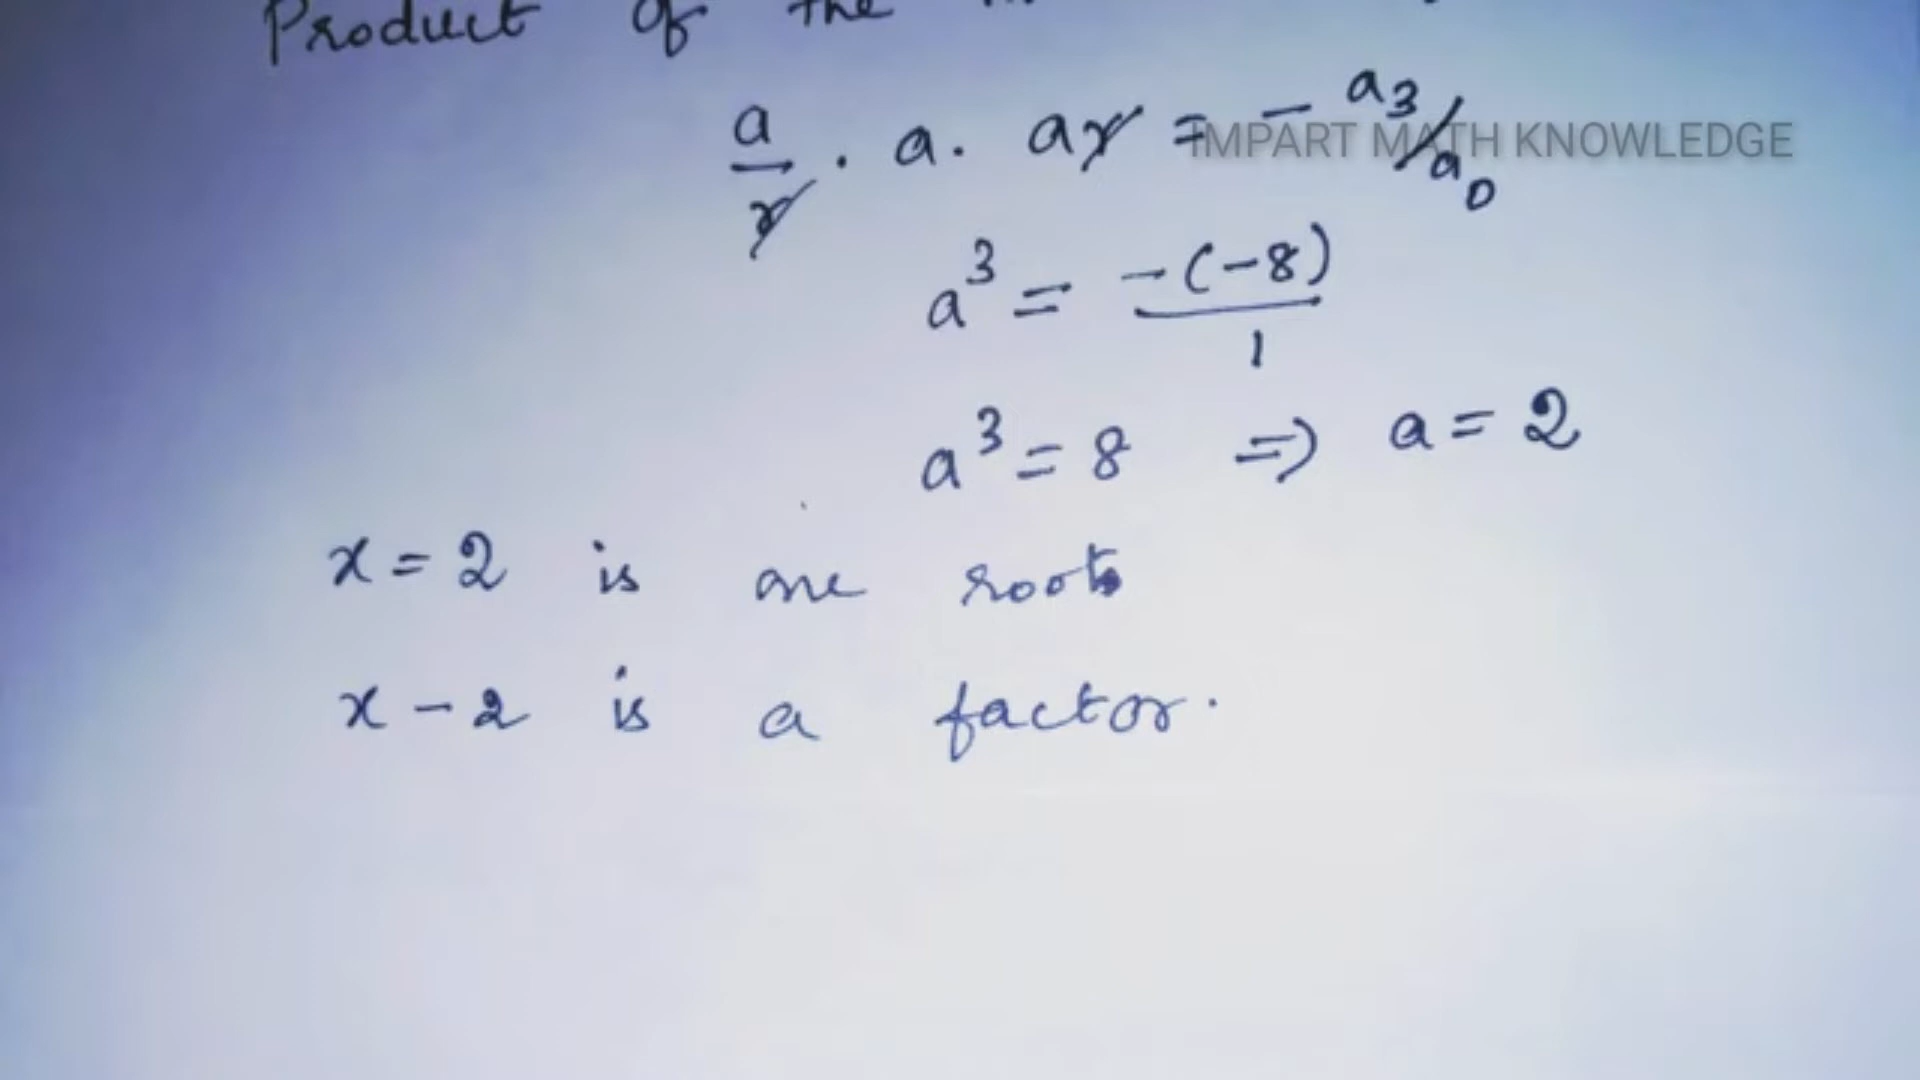 Product of the
a/r . a . ar = - a3/a0
IMPART MATH KNOWLEDGE
a³ = -(-8)/1
a³ = 8 ⇒ a = 2
x = 2 is one root
x - 2 is a factor.